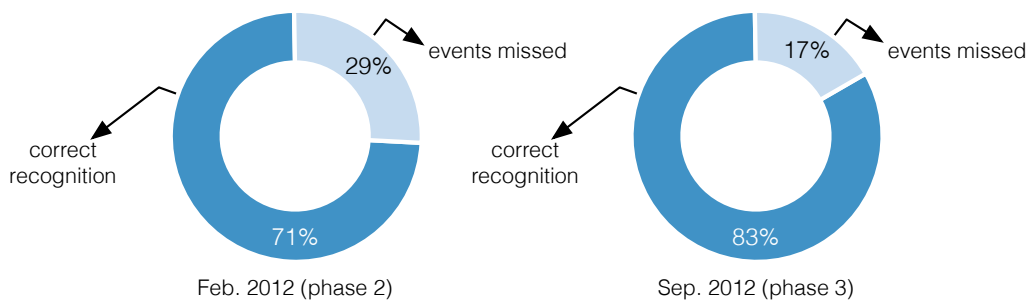 29%
events missed
correct
recognition
71%
Feb. 2012 (phase 2)
17%
events missed
correct
recognition
83%
Sep. 2012 (phase 3)